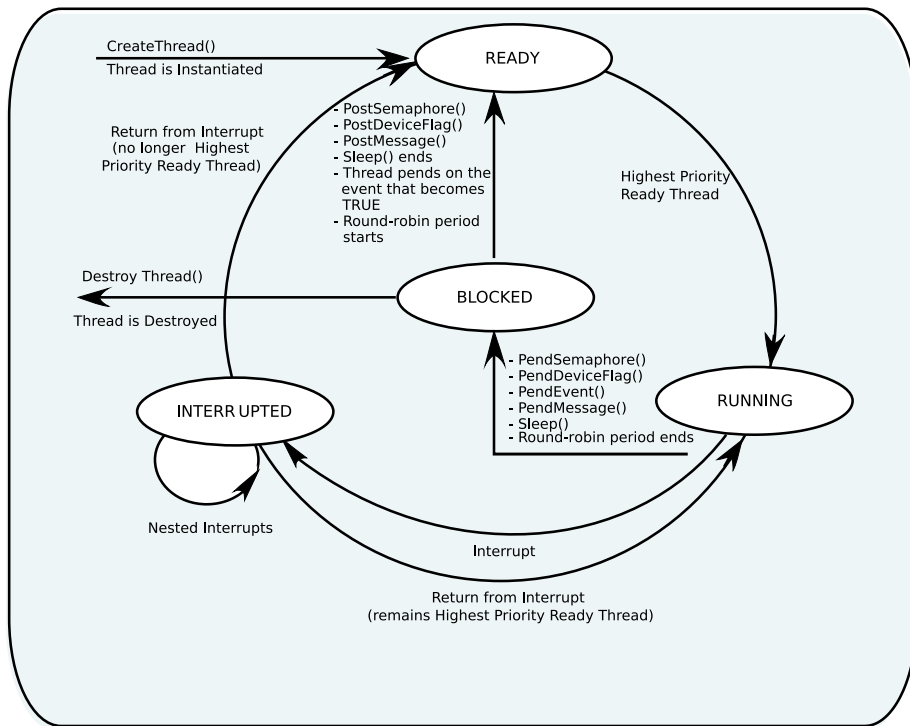 CreateThread()
Thread is Instantiated
READY
Return from Interrupt
(no longer Highest
Priority Ready Thread)
- PostSemaphore()
- PostDeviceFlag()
- PostMessage()
- Sleep() ends
- Thread pends on the
event that becomes
TRUE
- Round-robin period
starts
Highest Priority
Ready Thread
Destroy Thread()
Thread is Destroyed
BLOCKED
- PendSemaphore()
- PendDeviceFlag()
- PendEvent()
- PendMessage()
- Sleep()
- Round-robin period ends
RUNNING
INTERRUPTED
Nested Interrupts
Interrupt
Return from Interrupt
(remains Highest Priority Ready Thread)